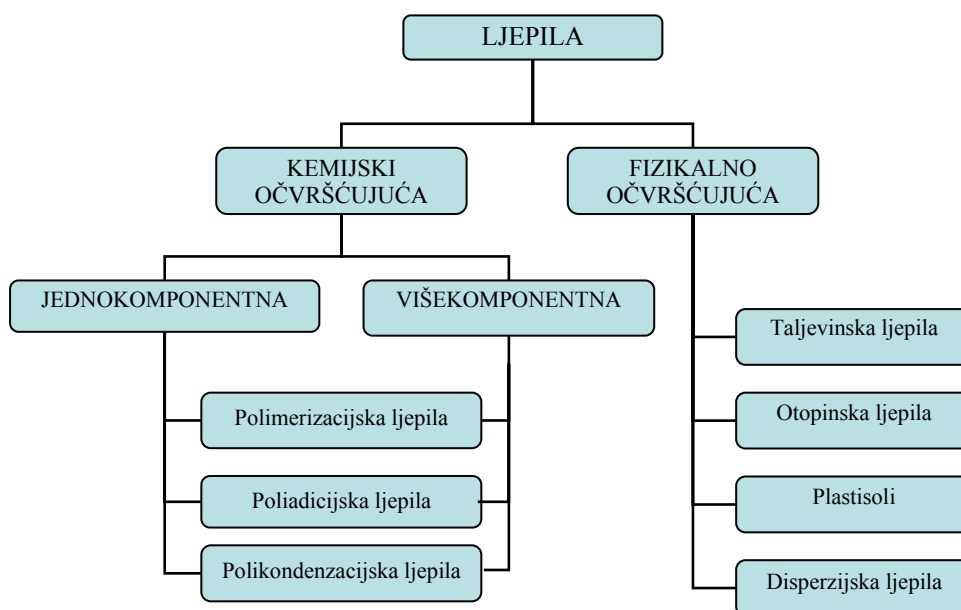 LJEPILA
KEMIJSKI
OČVRŠĆUJUĆA
FIZIKALNO
OČVRŠĆUJUĆA
JEDNOKOMPONENTNA
VIŠEKOMPONENTNA
Polimerizacijska ljepila
Poliadicijska ljepila
Polikondenzacijska ljepila
Taljevinska ljepila
Otopinska ljepila
Plastisoli
Disperzijska ljepila